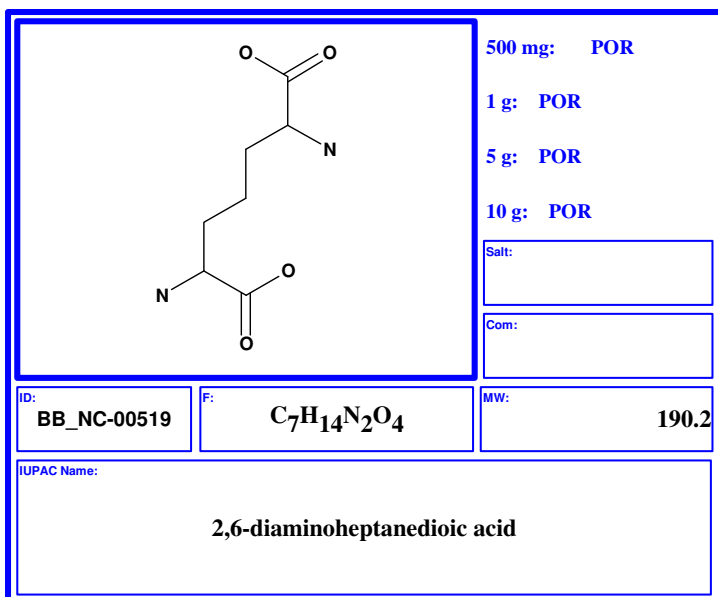 O
O
N
N
O
O
500 mg: POR
1 g: POR
5 g: POR
10 g: POR
Salt:
Com:
ID:
BB_NC-00519
F:
C7H14N2O4
MW:
190.2
IUPAC Name:
2,6-diaminoheptanedioic acid